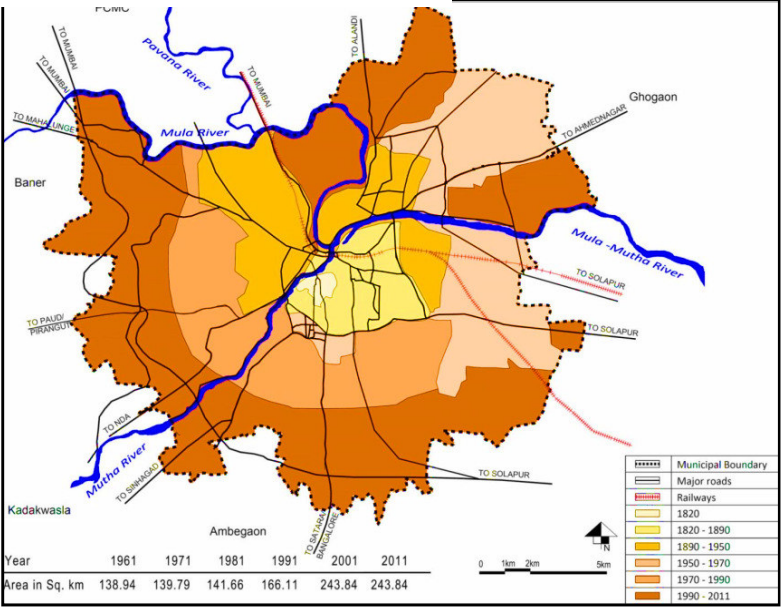 PCMC
TO MUMBAI
TO MUMBAI
Pavana River
TO MUMBAI
TO ALANDI
Ghogaon
TO AHMEDNAGAR
TO MAHALUNGE
Mula River
Baner
Mula -Mutha River
TO SOLAPUR
TO PAUD/
PIRANGUT
TO SOLAPUR
TO NDA
Mutha River
TO SINHAGAD
TO SOLAPUR
Kadakwasla
Ambegaon
TO SATARA/
BANGALORE
Municipal Boundary
Major roads
Railways
1820
1820 - 1890
1890 - 1950
1950 - 1970
1970 - 1990
1990 - 2011
N
0 1km 2km 5km
Year 1961 1971 1981 1991 2001 2011
Area in Sq. km 138.94 139.79 141.66 166.11 243.84 243.84